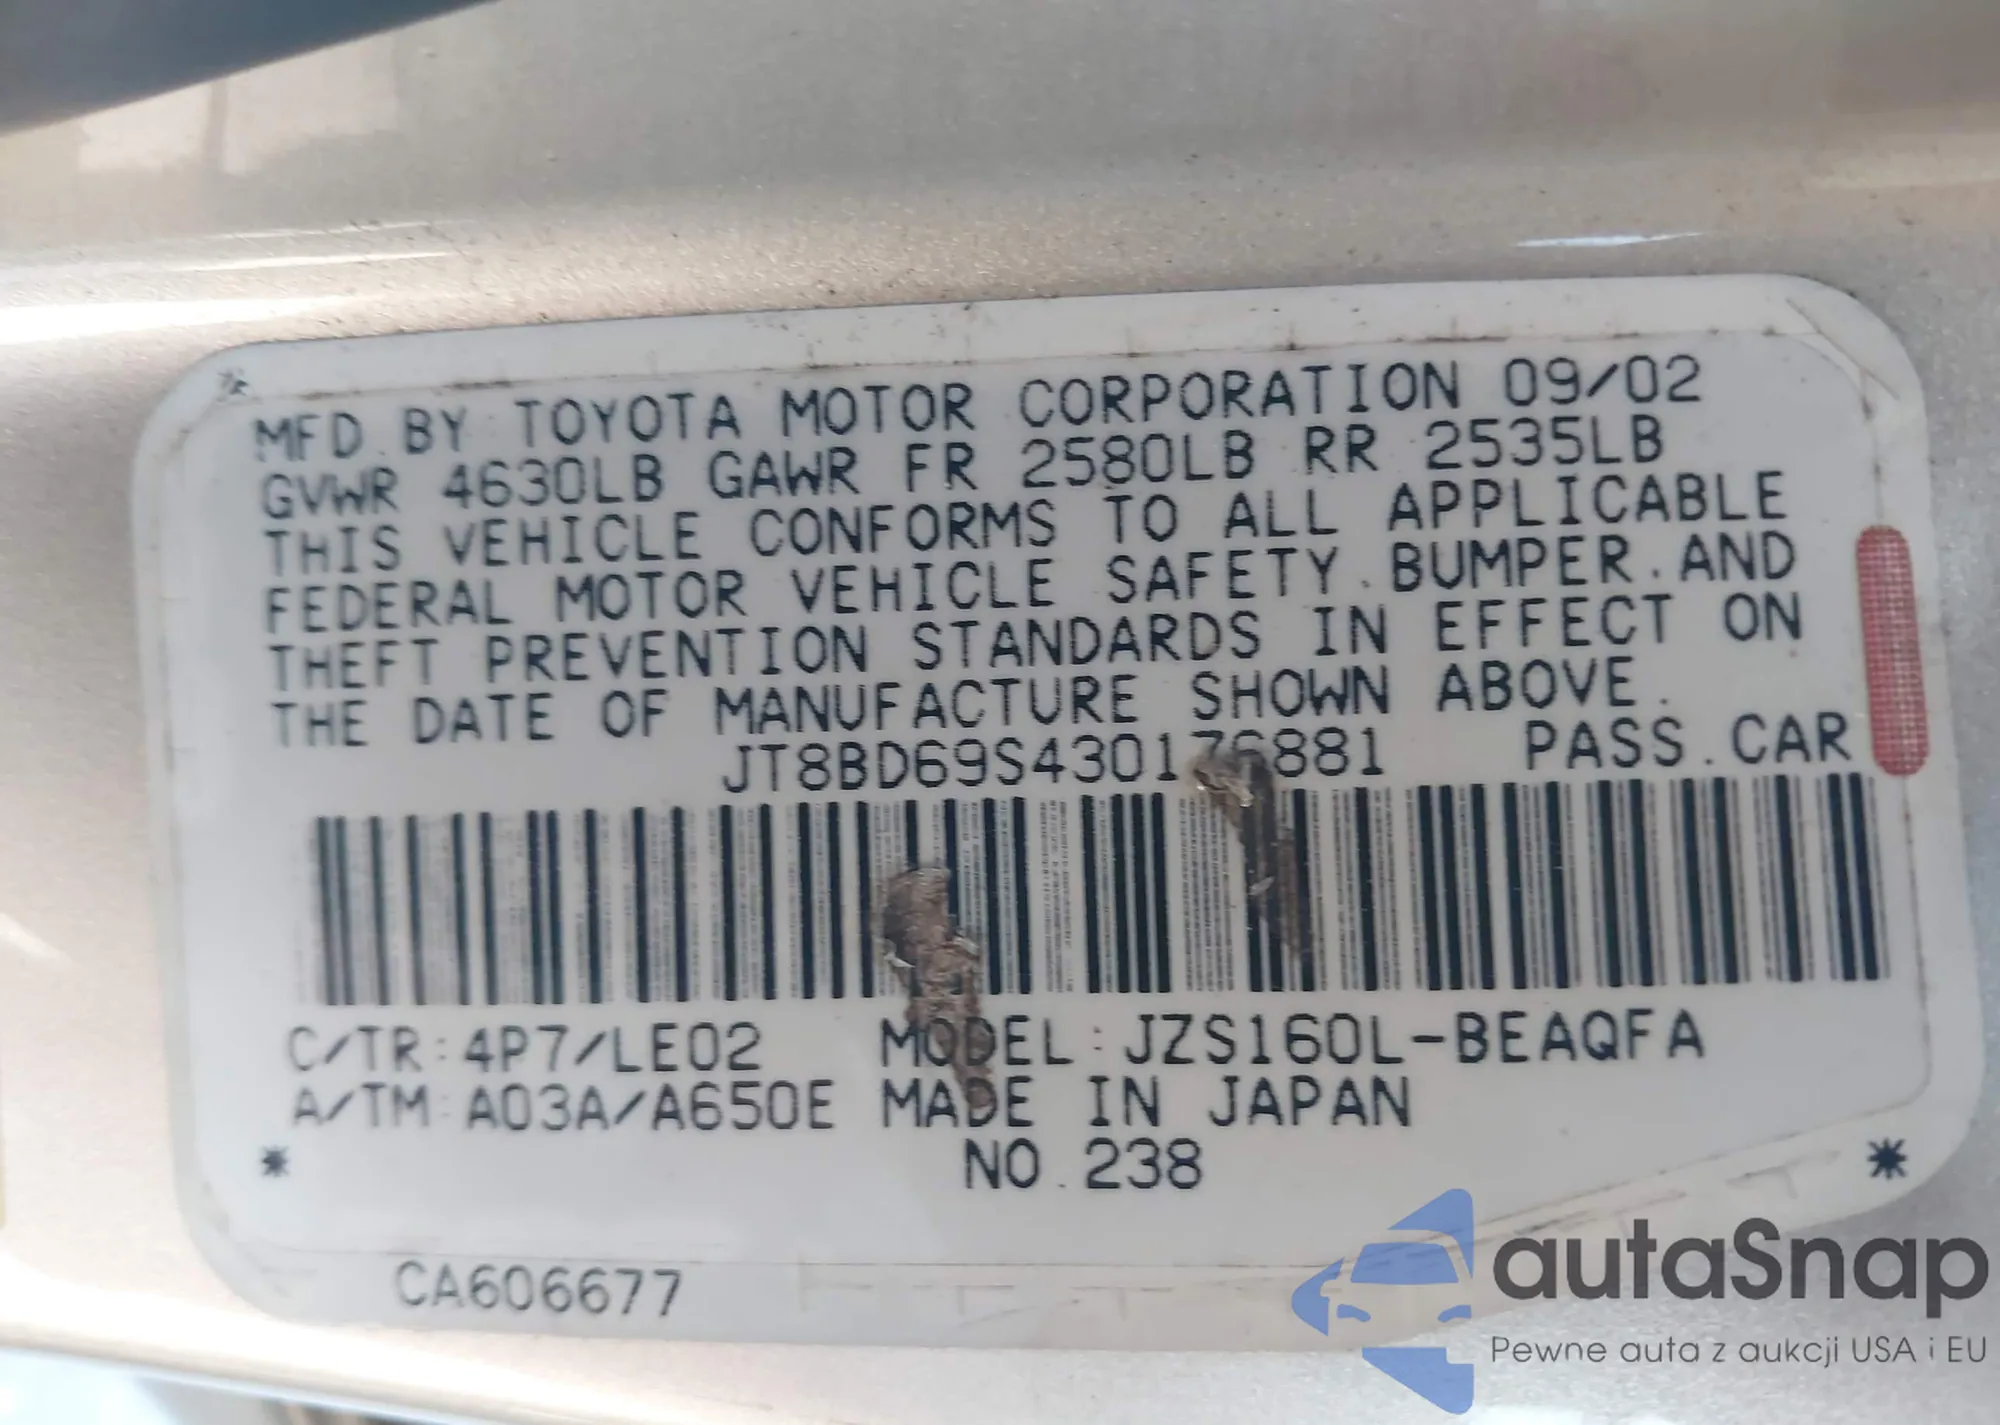 MFD.BY TOYOTA MOTOR CORPORATION 09/02
GVWR 4630LB GAWR FR 2580LB RR 2535LB
THIS VEHICLE CONFORMS TO ALL APPLICABLE
FEDERAL MOTOR VEHICLE SAFETY.BUMPER.AND
THEFT PREVENTION STANDARDS IN EFFECT ON
THE DATE OF MANUFACTURE SHOWN ABOVE.
JT8BD69S430176881 PASS.CAR
C/TR:4P7/LE02 MODEL:JZS160L-BEAQFA
A/TM:A03A/A650E MADE IN JAPAN
* NO.238 *
CA606677
autaSnap
Pewne auta z aukcji USA i EU